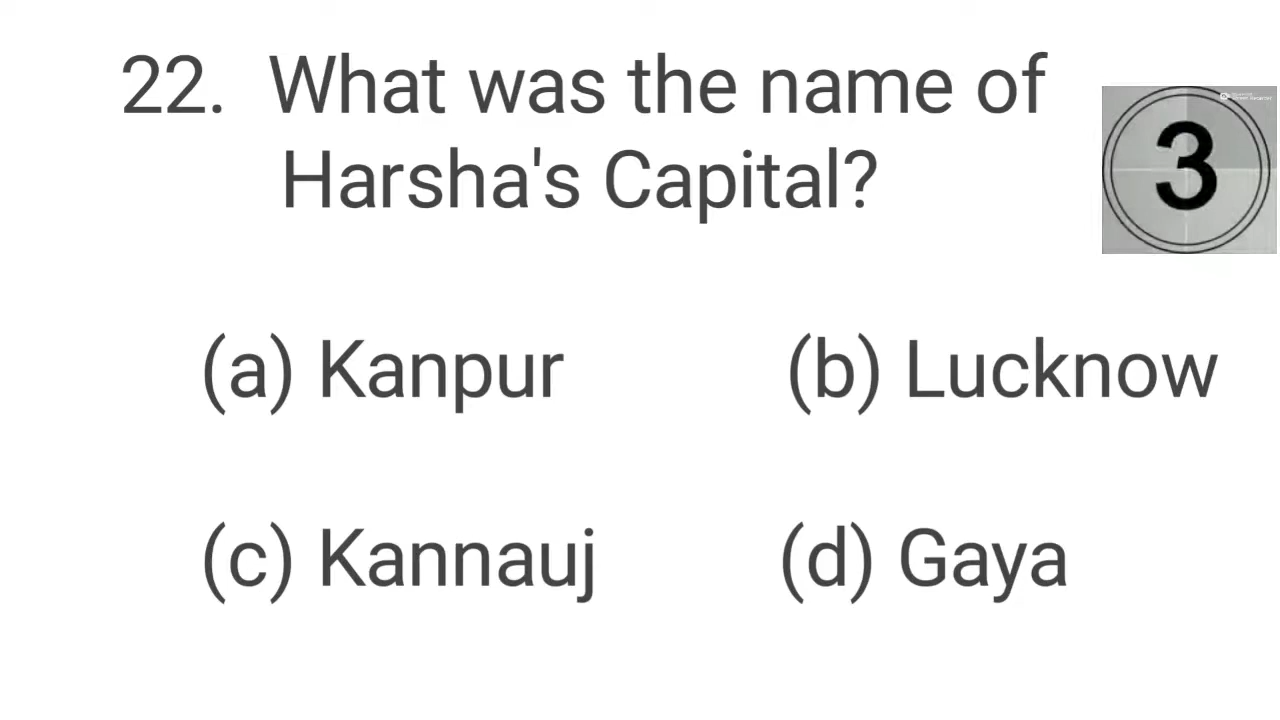 22. What was the name of
Harsha's Capital?
3
(a) Kanpur (b) Lucknow
(c) Kannauj (d) Gaya